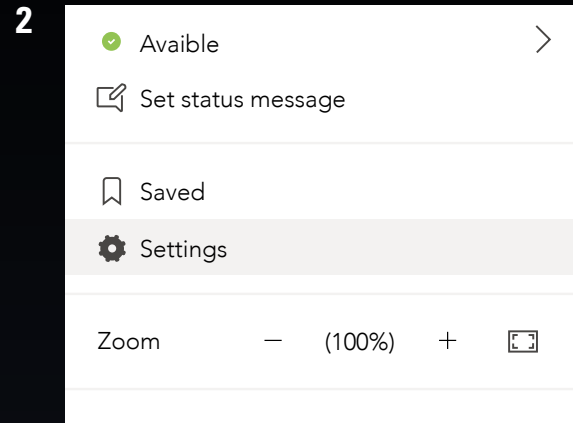 2
Avaible
Set status message
Saved
Settings
Zoom — (100%) +